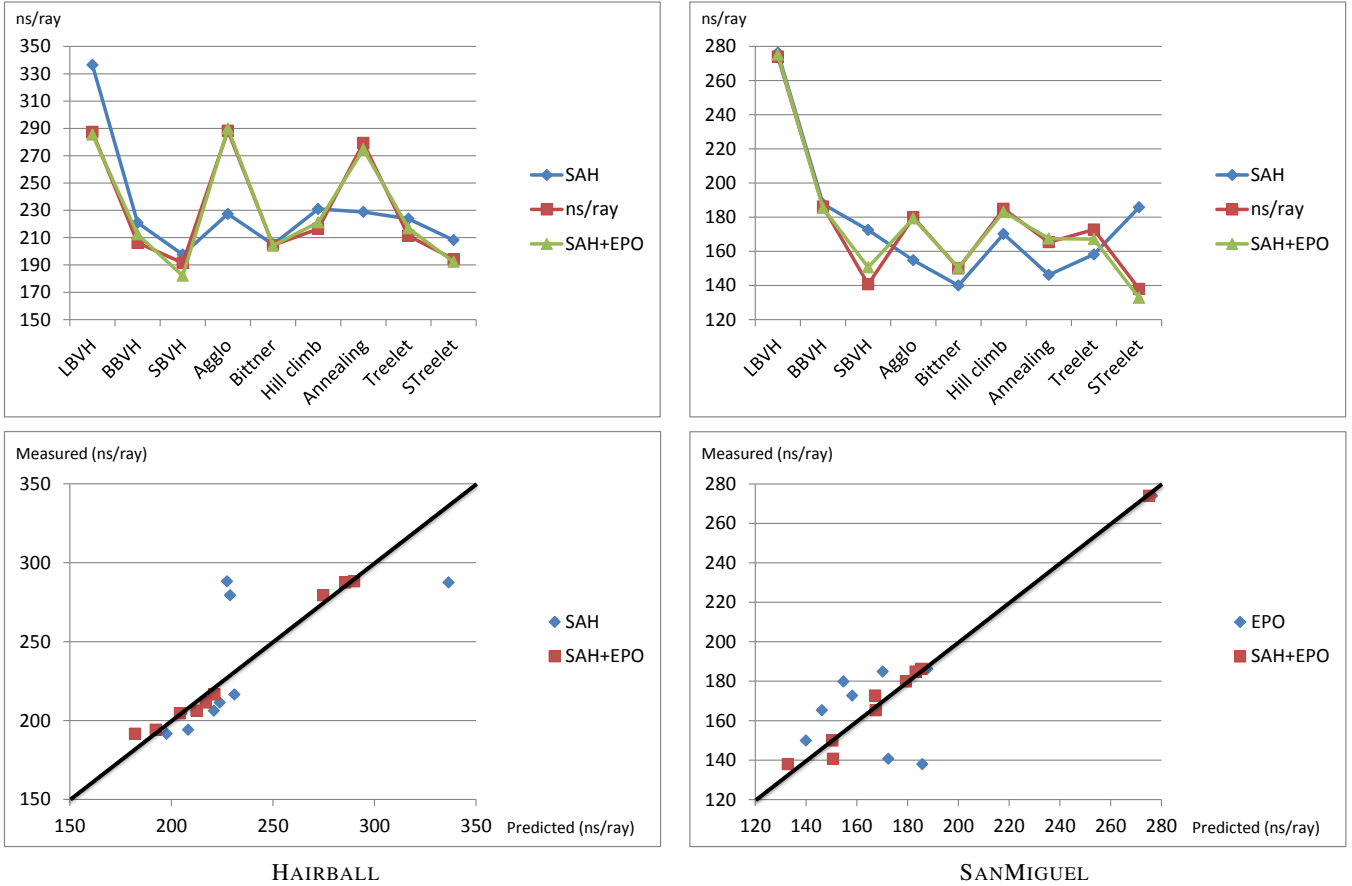 ns/ray
350
330
310
290
270
250
230
210
190
170
150
LBVH
BBVH
SBVH
Agglo
Bittner
Hill climb
Annealing
Treelet
STreelet
SAH
ns/ray
SAH+EPO
ns/ray
280
260
240
220
200
180
160
140
120
LBVH
BBVH
SBVH
Agglo
Bittner
Hill climb
Annealing
Treelet
STreelet
SAH
ns/ray
SAH+EPO
Measured (ns/ray)
350
300
250
200
150
150 200 250 300 350 Predicted (ns/ray)
SAH
SAH+EPO
HAIRBALL
Measured (ns/ray)
280
260
240
220
200
180
160
140
120
120 140 160 180 200 220 240 260 280 Predicted (ns/ray)
EPO
SAH+EPO
SANMIGUEL